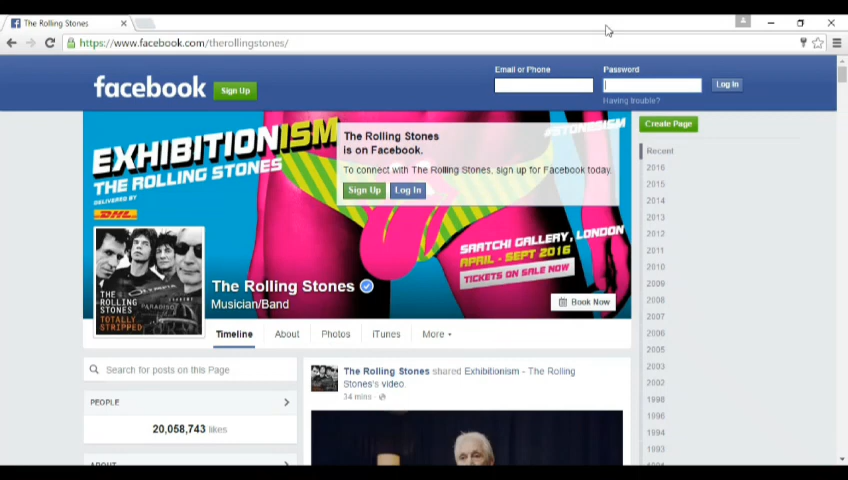 The Rolling Stones
https://www.facebook.com/therollingstones/
facebook
Sign Up
Email or Phone
Password
Log In
Having trouble?
EXHIBITIONISM
THE ROLLING STONES
DELIVERED BY
DHL
#STONESISM
The Rolling Stones
is on Facebook.
To connect with The Rolling Stones, sign up for Facebook today.
Sign Up
Log In
SAATCHI GALLERY, LONDON
APRIL - SEPT 2016
TICKETS ON SALE NOW
THE
ROLLING
STONES
TOTALLY
STRIPPED
OLYMPIA
PARADISO
The Rolling Stones
Musician/Band
Book Now
Create Page
Recent
2016
2015
2014
2013
2012
2011
2010
2009
2008
2007
2006
2005
2003
2002
1998
1996
1994
1993
Timeline
About
Photos
iTunes
More
Search for posts on this Page
PEOPLE
20,058,743 likes
ABOUT
The Rolling Stones shared Exhibitionism - The Rolling
Stones's video.
34 mins